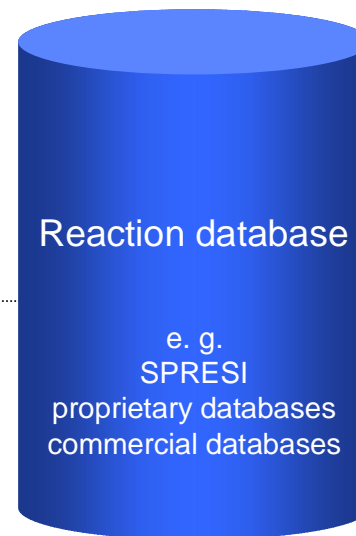 Reaction database
e. g.
SPRESI
proprietary databases
commercial databases